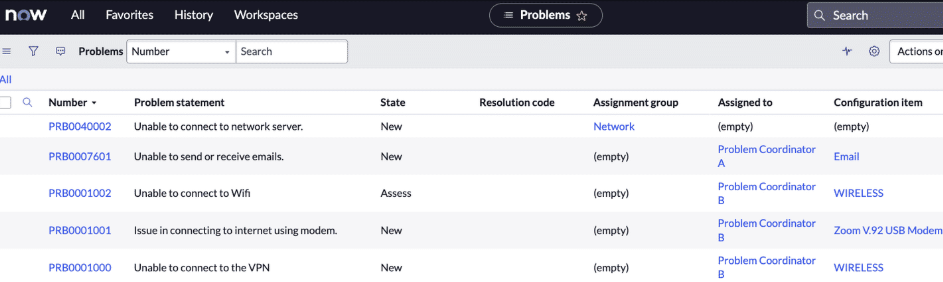 now All Favorites History Workspaces Problems Search
Problems Number Search Actions
All
Number Problem statement State Resolution code Assignment group Assigned to Configuration item
PRB0040002 Unable to connect to network server. New Network (empty) (empty)
PRB0007601 Unable to send or receive emails. New (empty) Problem Coordinator A Email
PRB0001002 Unable to connect to Wifi Assess (empty) Problem Coordinator B WIRELESS
PRB0001001 Issue in connecting to internet using modem. New (empty) Problem Coordinator B Zoom V.92 USB Modem
PRB0001000 Unable to connect to the VPN New (empty) Problem Coordinator B WIRELESS